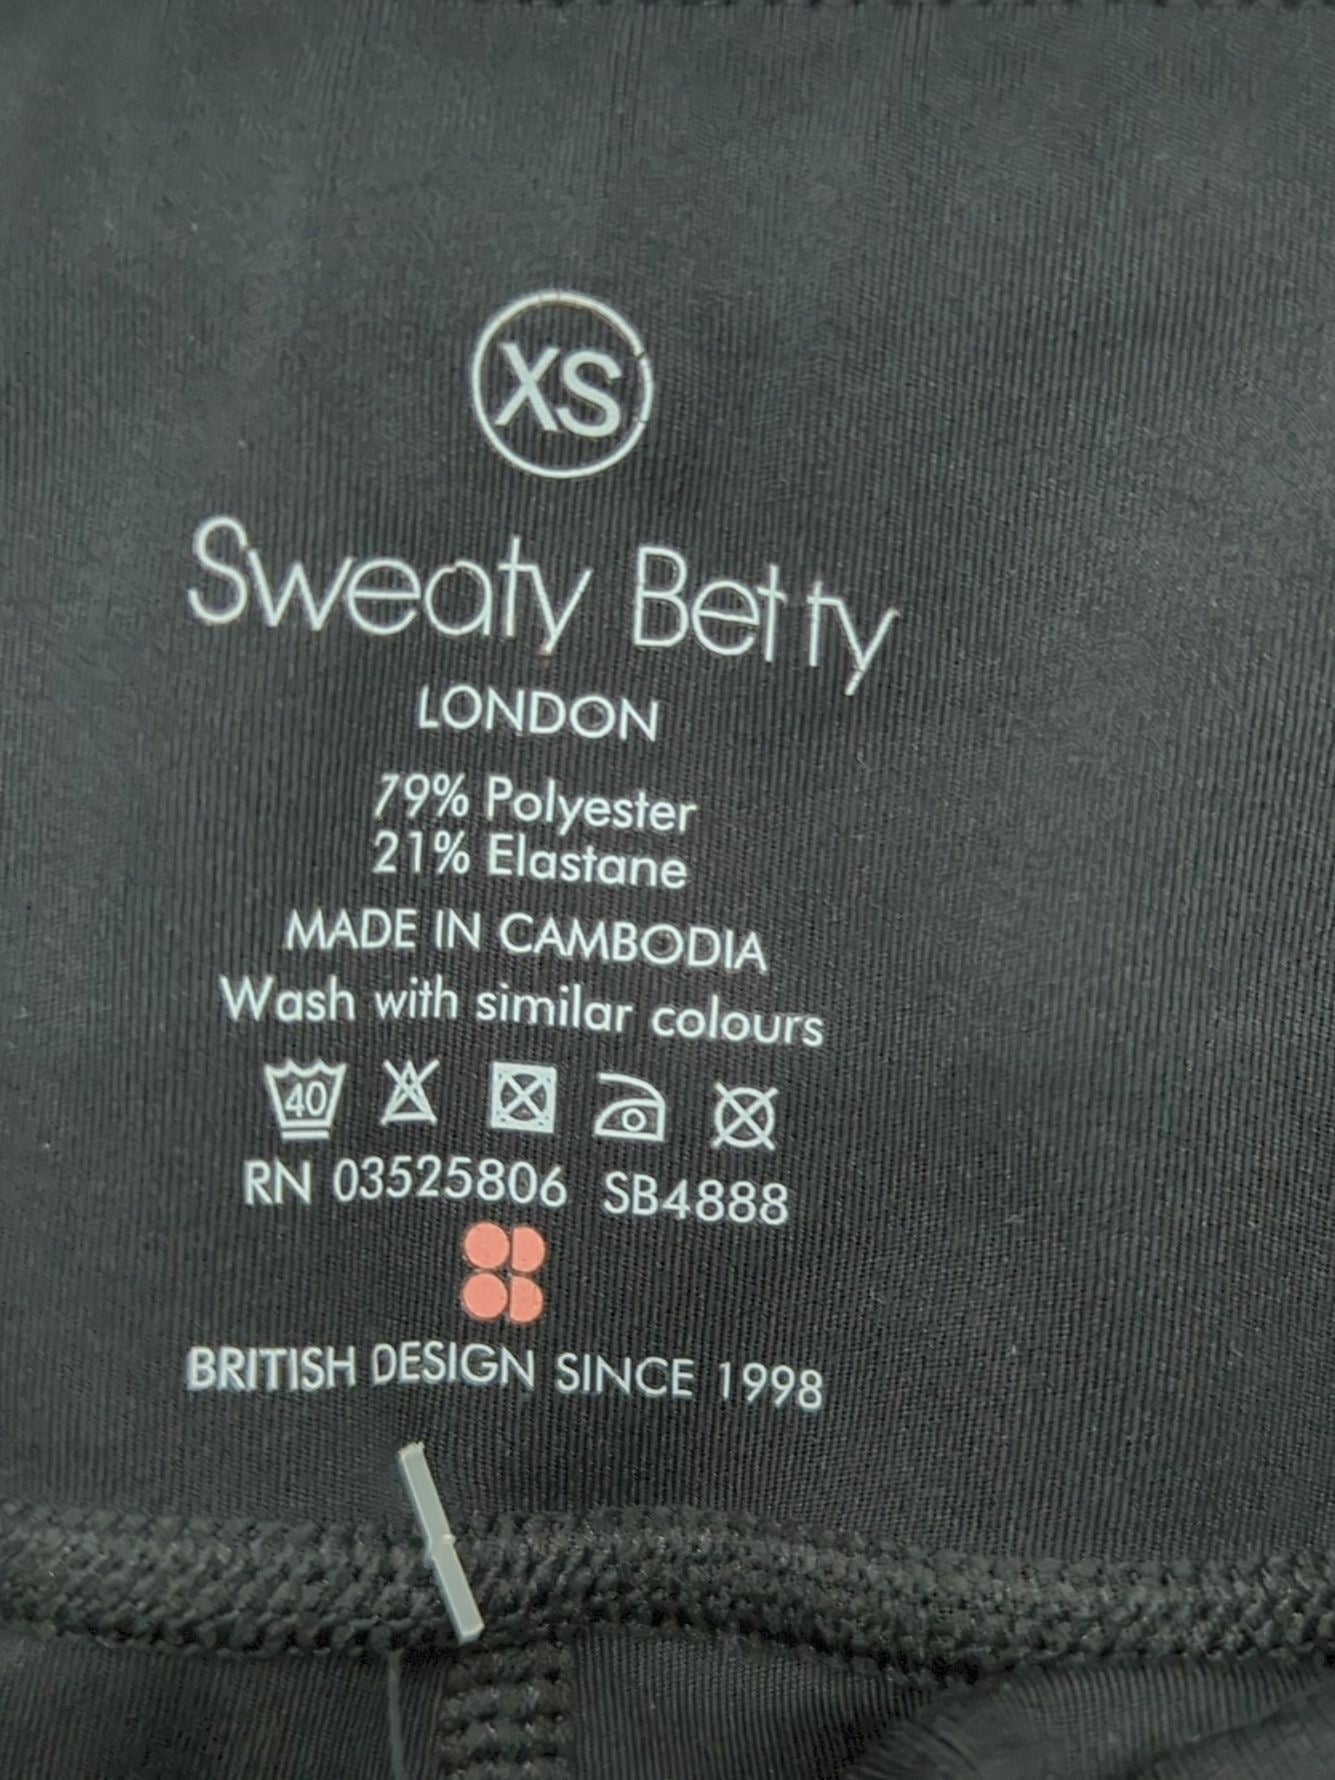 XS
Sweaty Betty
LONDON
79% Polyester
21% Elastane
MADE IN CAMBODIA
Wash with similar colours
40
RN 03525806 SB4888
BRITISH DESIGN SINCE 1998